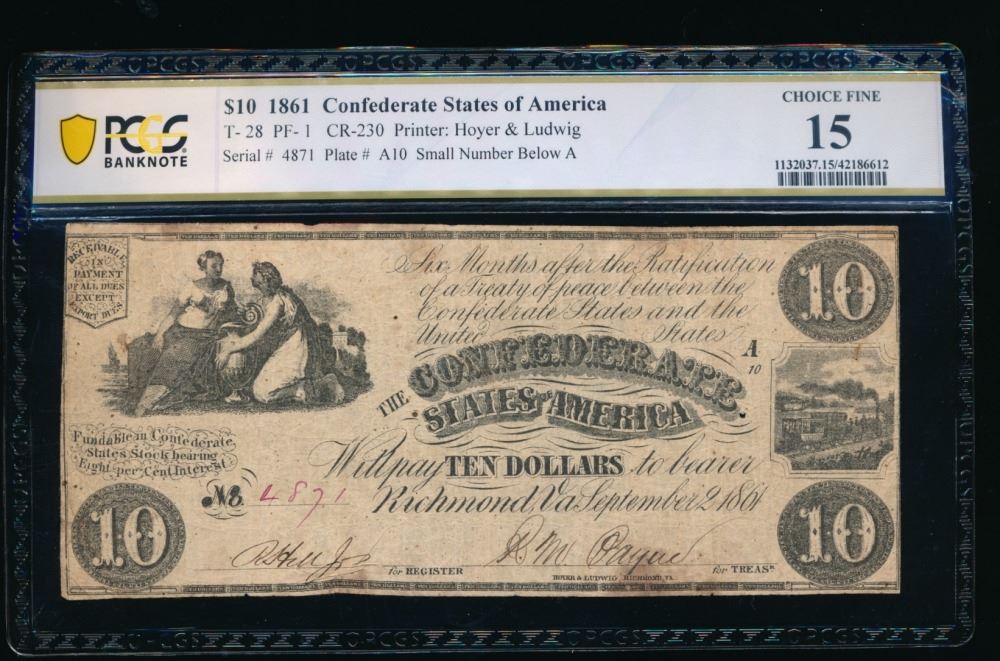 PCGS
BANKNOTE
$10 1861 Confederate States of America
T- 28 PF- 1 CR-230 Printer: Hoyer & Ludwig
Serial # 4871 Plate # A10 Small Number Below A
CHOICE FINE
15
1132037.15/42186612
RECEIVABLE
IN
PAYMENT
OF ALL DUES
EXCEPT
EXPORT DUES
Six Months after the Ratification
of a Treaty of peace between the
Confederate States and the
United States
10
A
10
THE CONFEDERATE
STATES OF AMERICA
Fundable in Confederate
States Stock bearing
Eight per Cent Interest
Will pay TEN DOLLARS to bearer
No. 4871
Richmond, Va September 2 1861
10
10
for REGISTER
HOYER & LUDWIG, RICHMOND, VA.
for TREASR